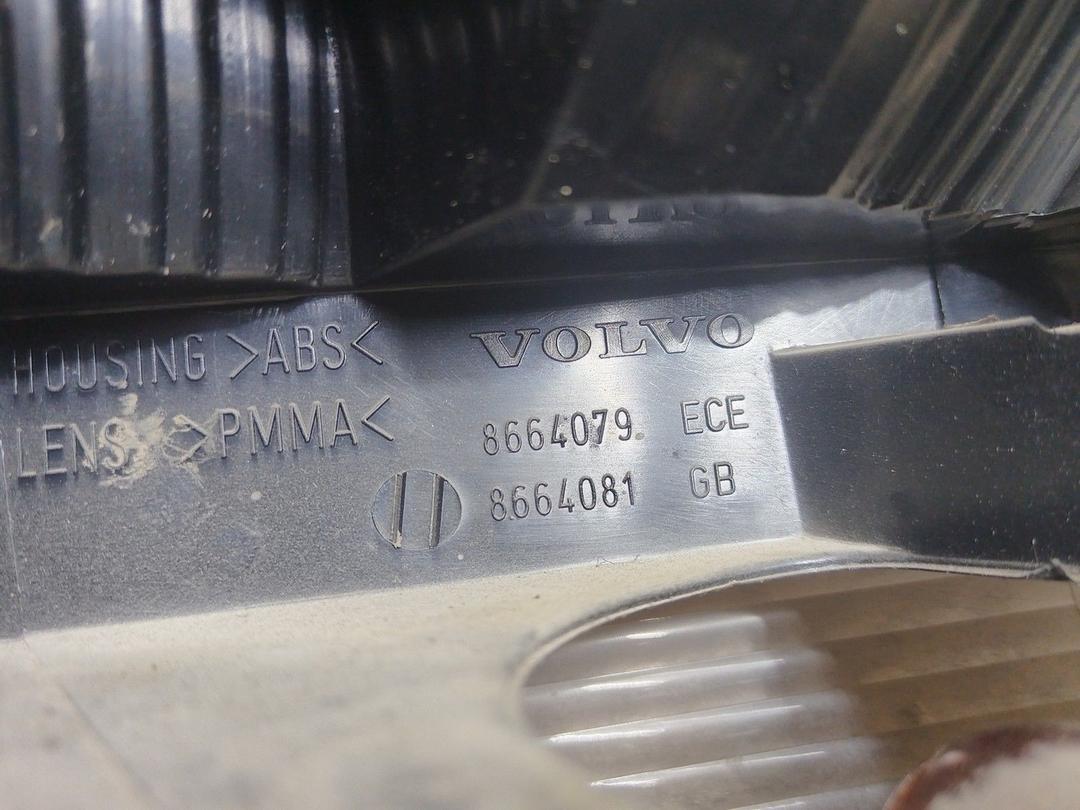 HOUSING >ABS<
LENS >PMMA<
VOLVO
8664079 ECE
8664081 GB